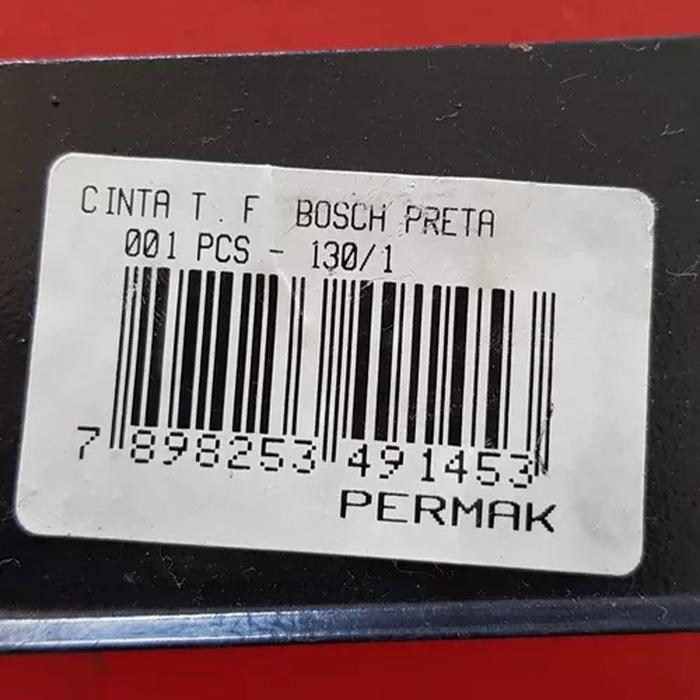 CINTA T. F BOSCH PRETA
001 PCS - 130/1
7 898253 491453
PERMAK